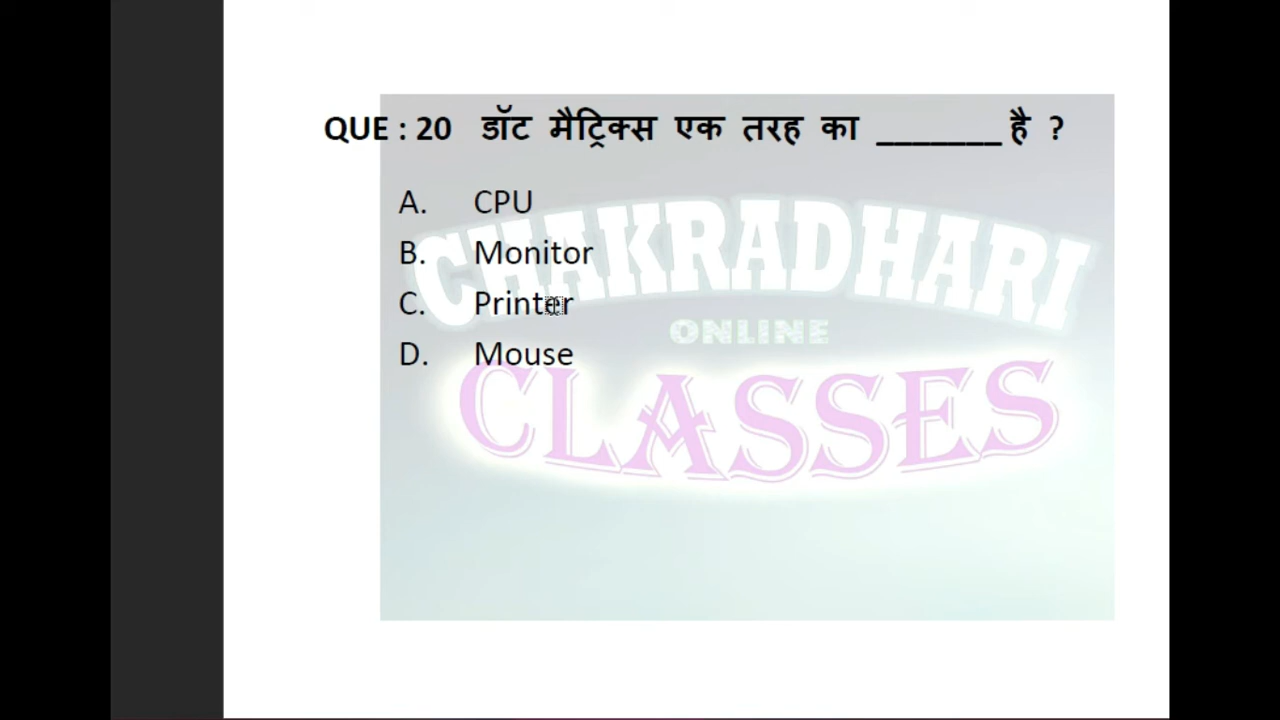 QUE : 20 डॉट मैट्रिक्स एक तरह का _______ है ?
A. CPU
B. Monitor
C. Printer
D. Mouse
CHAKRADHARI
ONLINE
CLASSES